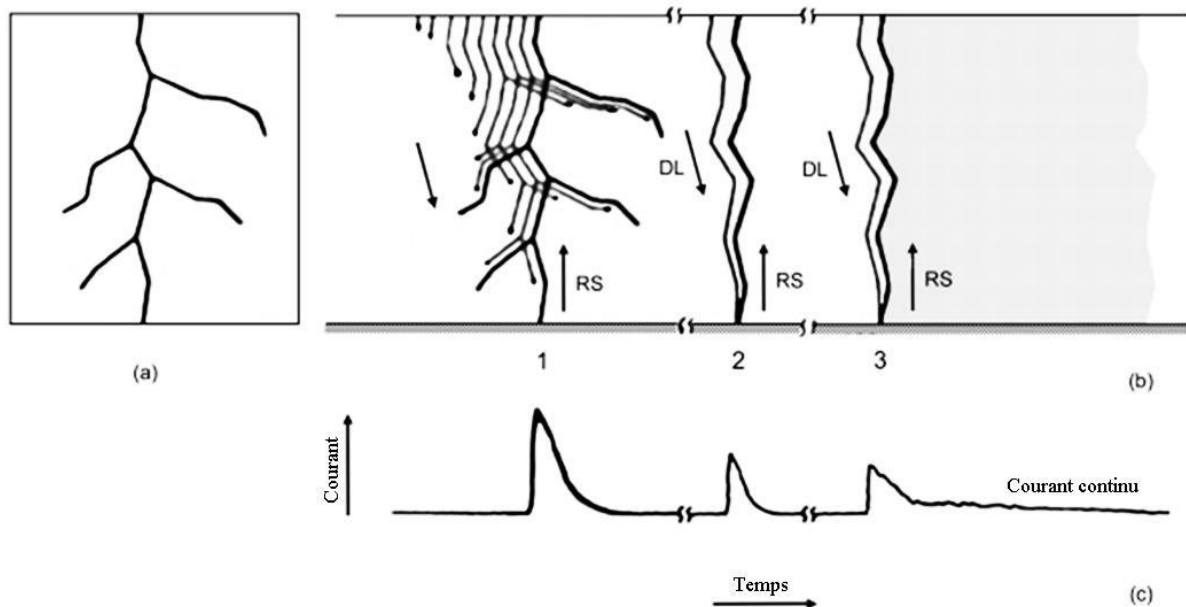 DL
DL
RS
RS
RS
1
2
3
(a)
(b)
Courant
Courant continu
Temps
(c)